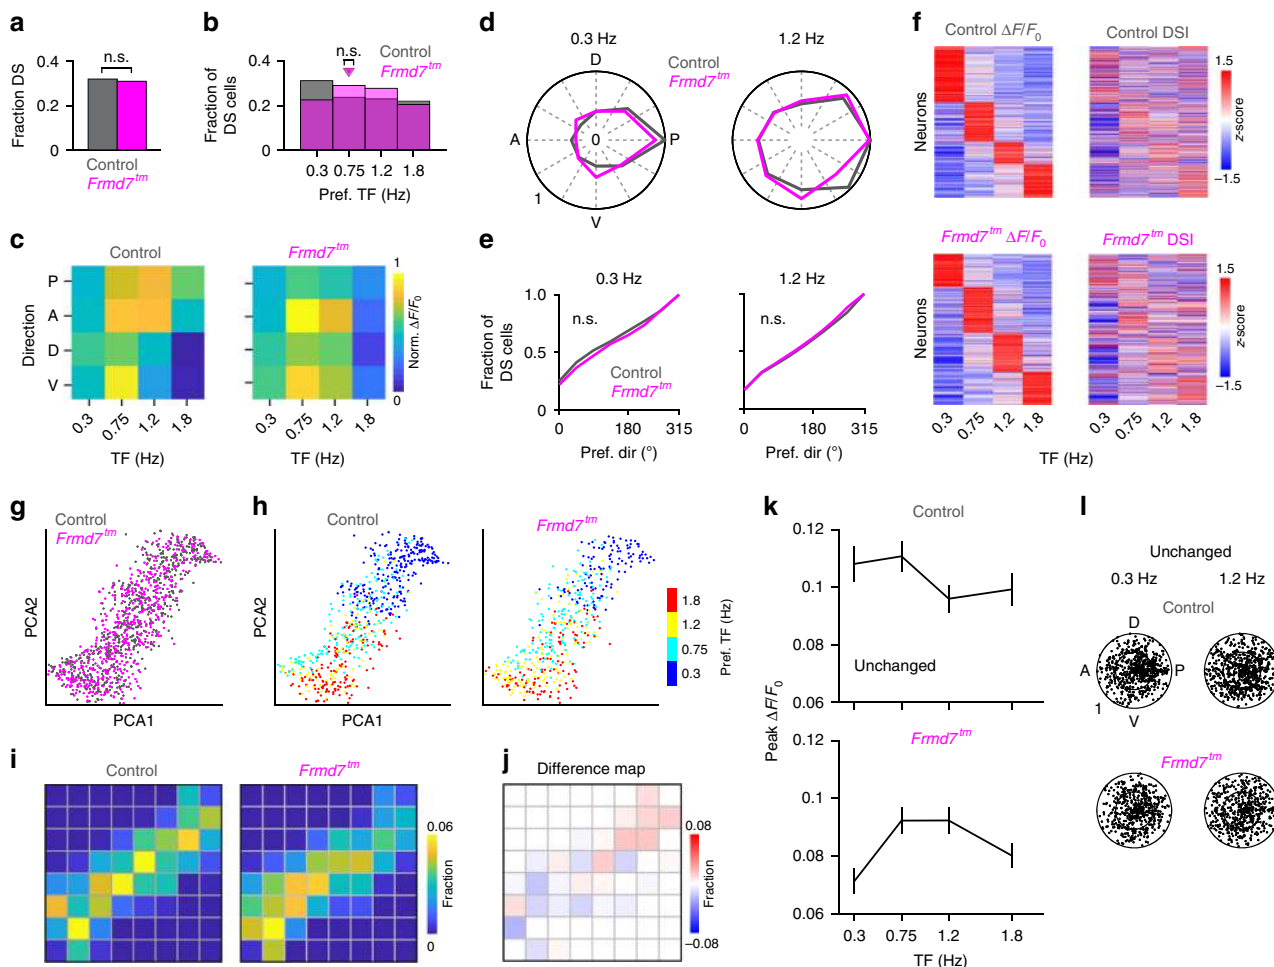 a
n.s.
Fraction DS
0.4
0.2
0
Control
Frmd7tm
b
n.s.
Control
Frmd7tm
Fraction of
DS cells
0.4
0.2
0
0.3 0.75 1.2 1.8
Pref. TF (Hz)
c
Control
Frmd7tm
Direction
P
A
D
V
0.3 0.75 1.2 1.8
TF (Hz)
0.3 0.75 1.2 1.8
TF (Hz)
1
Norm. ΔF/F0
0
d
0.3 Hz
1.2 Hz
Control
Frmd7tm
D
A
0
P
1
V
e
0.3 Hz
1.2 Hz
Fraction of
DS cells
1.0
0.5
0
n.s.
n.s.
Control
Frmd7tm
0 180 315
Pref. dir (°)
0 180 315
Pref. dir (°)
f
Control ΔF/F0
Control DSI
Neurons
1.5
z-score
−1.5
Frmd7tm ΔF/F0
Frmd7tm DSI
Neurons
1.5
z-score
−1.5
0.3 0.75 1.2 1.8
0.3 0.75 1.2 1.8
TF (Hz)
g
Control
Frmd7tm
PCA2
PCA1
h
Control
Frmd7tm
PCA2
PCA1
1.8
1.2
0.75
0.3
Pref. TF (Hz)
i
Control
Frmd7tm
0.06
Fraction
0
j
Difference map
0.08
Fraction
−0.08
k
Control
0.12
0.1
0.08
0.06
Unchanged
Peak ΔF/F0
Frmd7tm
0.12
0.1
0.08
0.06
0.3 0.75 1.2 1.8
TF (Hz)
l
Unchanged
0.3 Hz
1.2 Hz
Control
D
A
P
1
V
Frmd7tm